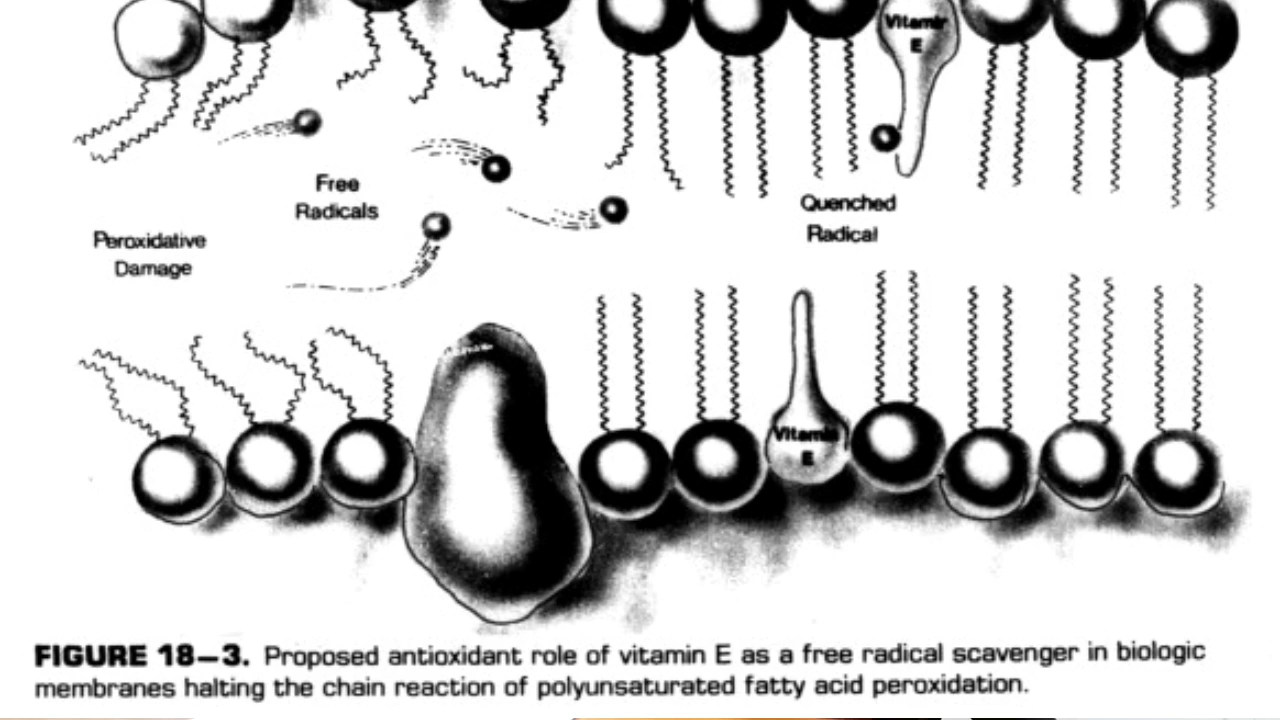 Vitamin
E
Free
Radicals
Quenched
Radical
Peroxidative
Damage
Vitamin
E
FIGURE 18–3. Proposed antioxidant role of vitamin E as a free radical scavenger in biologic
membranes halting the chain reaction of polyunsaturated fatty acid peroxidation.